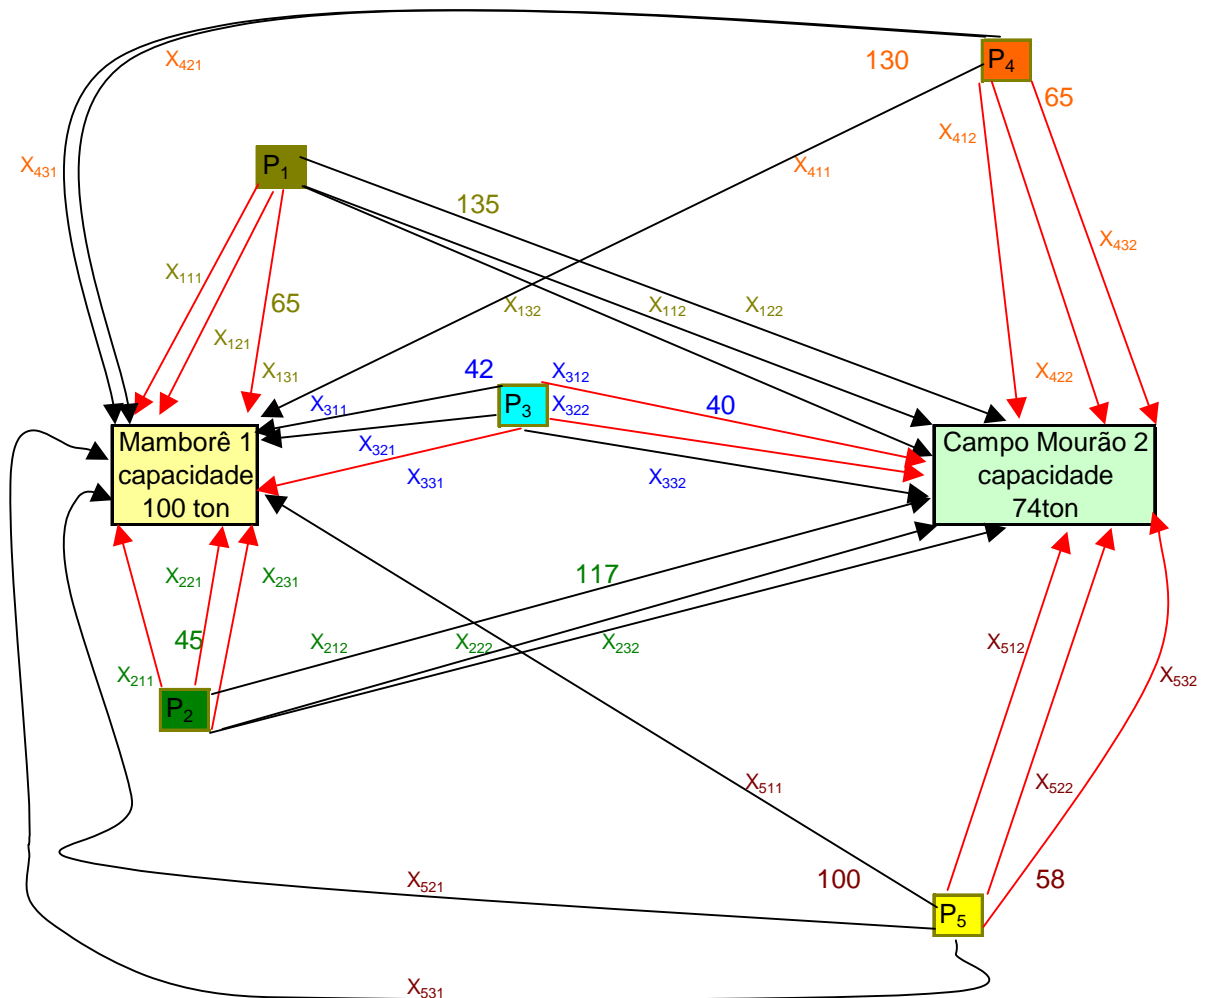 X421
130
P4
65
X412
X431
P1
X411
135
X432
X111
65
X132
X112
X122
X121
X131
42
X312
X422
X311
P3
X322
40
Mamborê 1
capacidade
100 ton
Campo Mourão 2
capacidade
74ton
X321
X331
X332
X221
X231
117
45
X212
X222
X232
X512
X211
X532
P2
X511
X522
X521
100
58
P5
X531